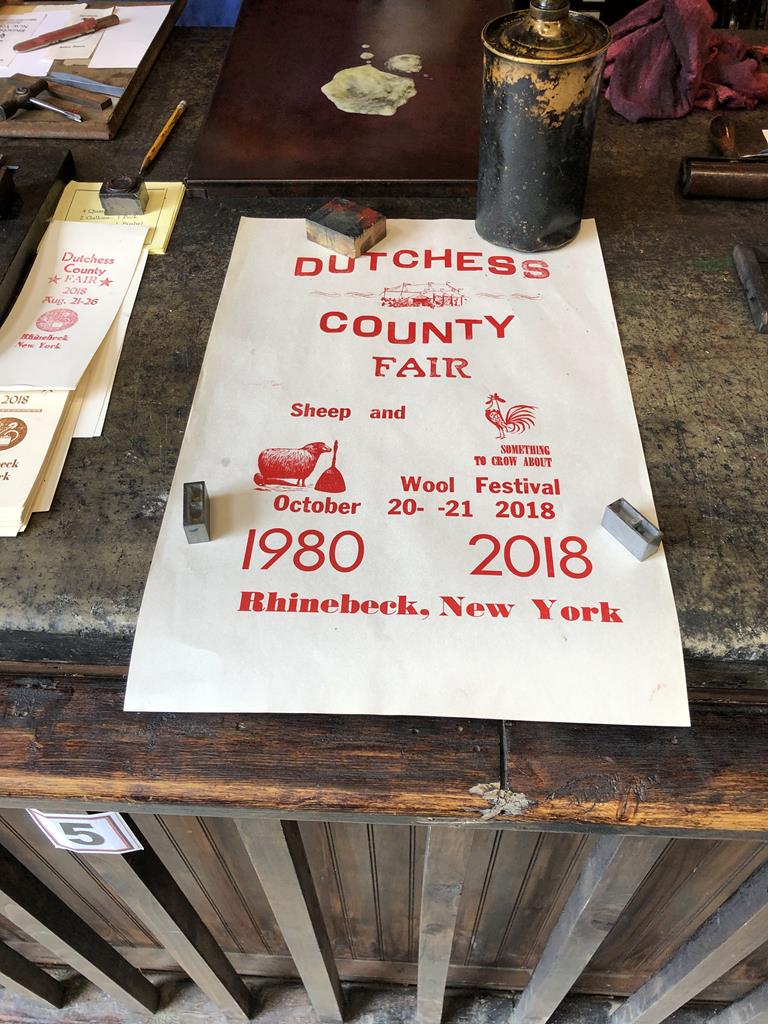 DUTCHESS
COUNTY
FAIR
Sheep and
SOMETHING
TO CROW ABOUT
Wool Festival
October 20- -21 2018
1980 2018
Rhinebeck, New York
Dutchess
County
FAIR
2018
Aug. 21-26
Rhinebeck
New York
2018
5